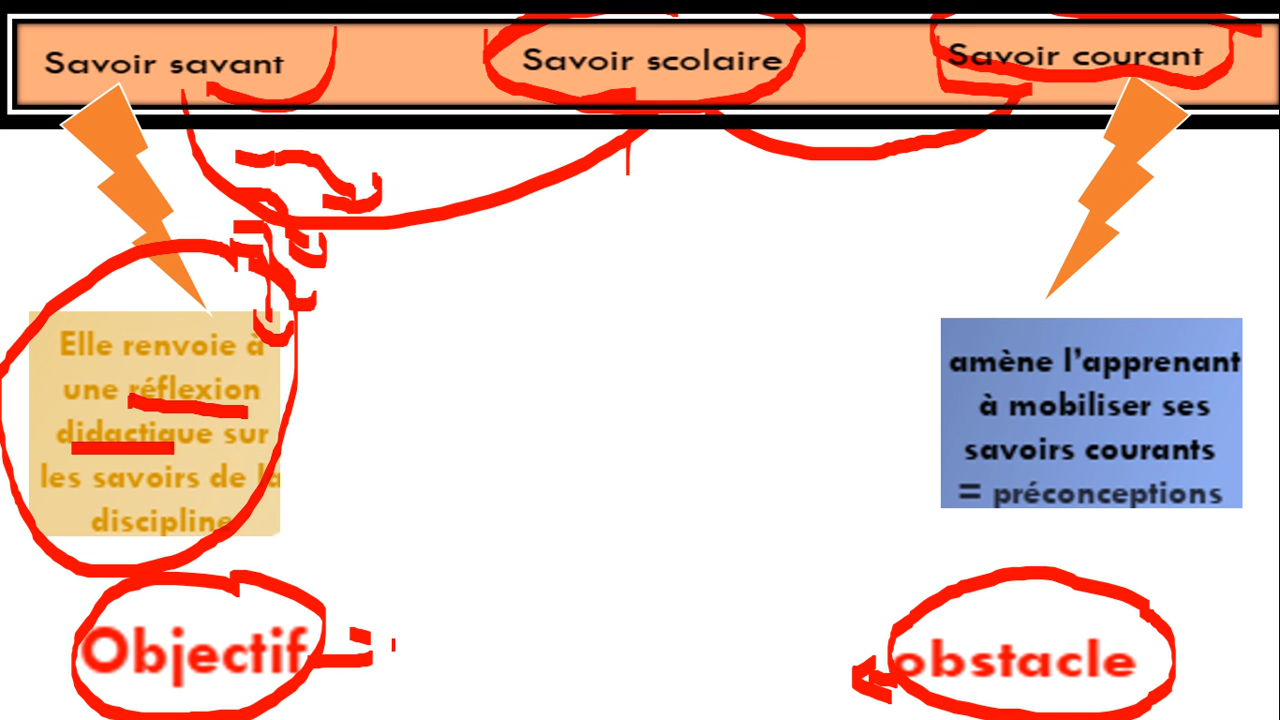 Savoir savant Savoir scolaire Savoir courant
Elle renvoie à
une réflexion
didactique sur
les savoirs de la
discipline
amène l'apprenant
à mobiliser ses
savoirs courants
= préconceptions
Objectif
obstacle